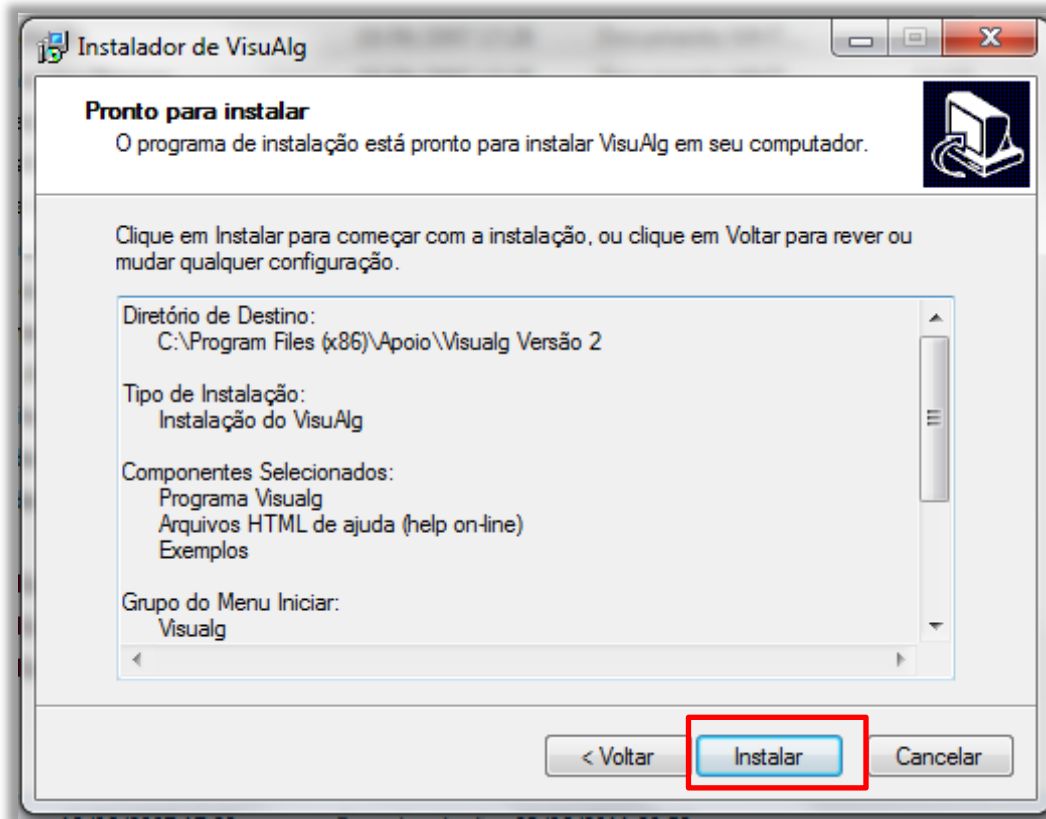 Instalador de VisuAlg
Pronto para instalar
O programa de instalação está pronto para instalar VisuAlg em seu computador.
Clique em Instalar para começar com a instalação, ou clique em Voltar para rever ou
mudar qualquer configuração.
Diretório de Destino:
C:\Program Files (x86)\Apoio\Visualg Versão 2
Tipo de Instalação:
Instalação do VisuAlg
Componentes Selecionados:
Programa Visualg
Arquivos HTML de ajuda (help on-line)
Exemplos
Grupo do Menu Iniciar:
Visualg
< Voltar
Instalar
Cancelar